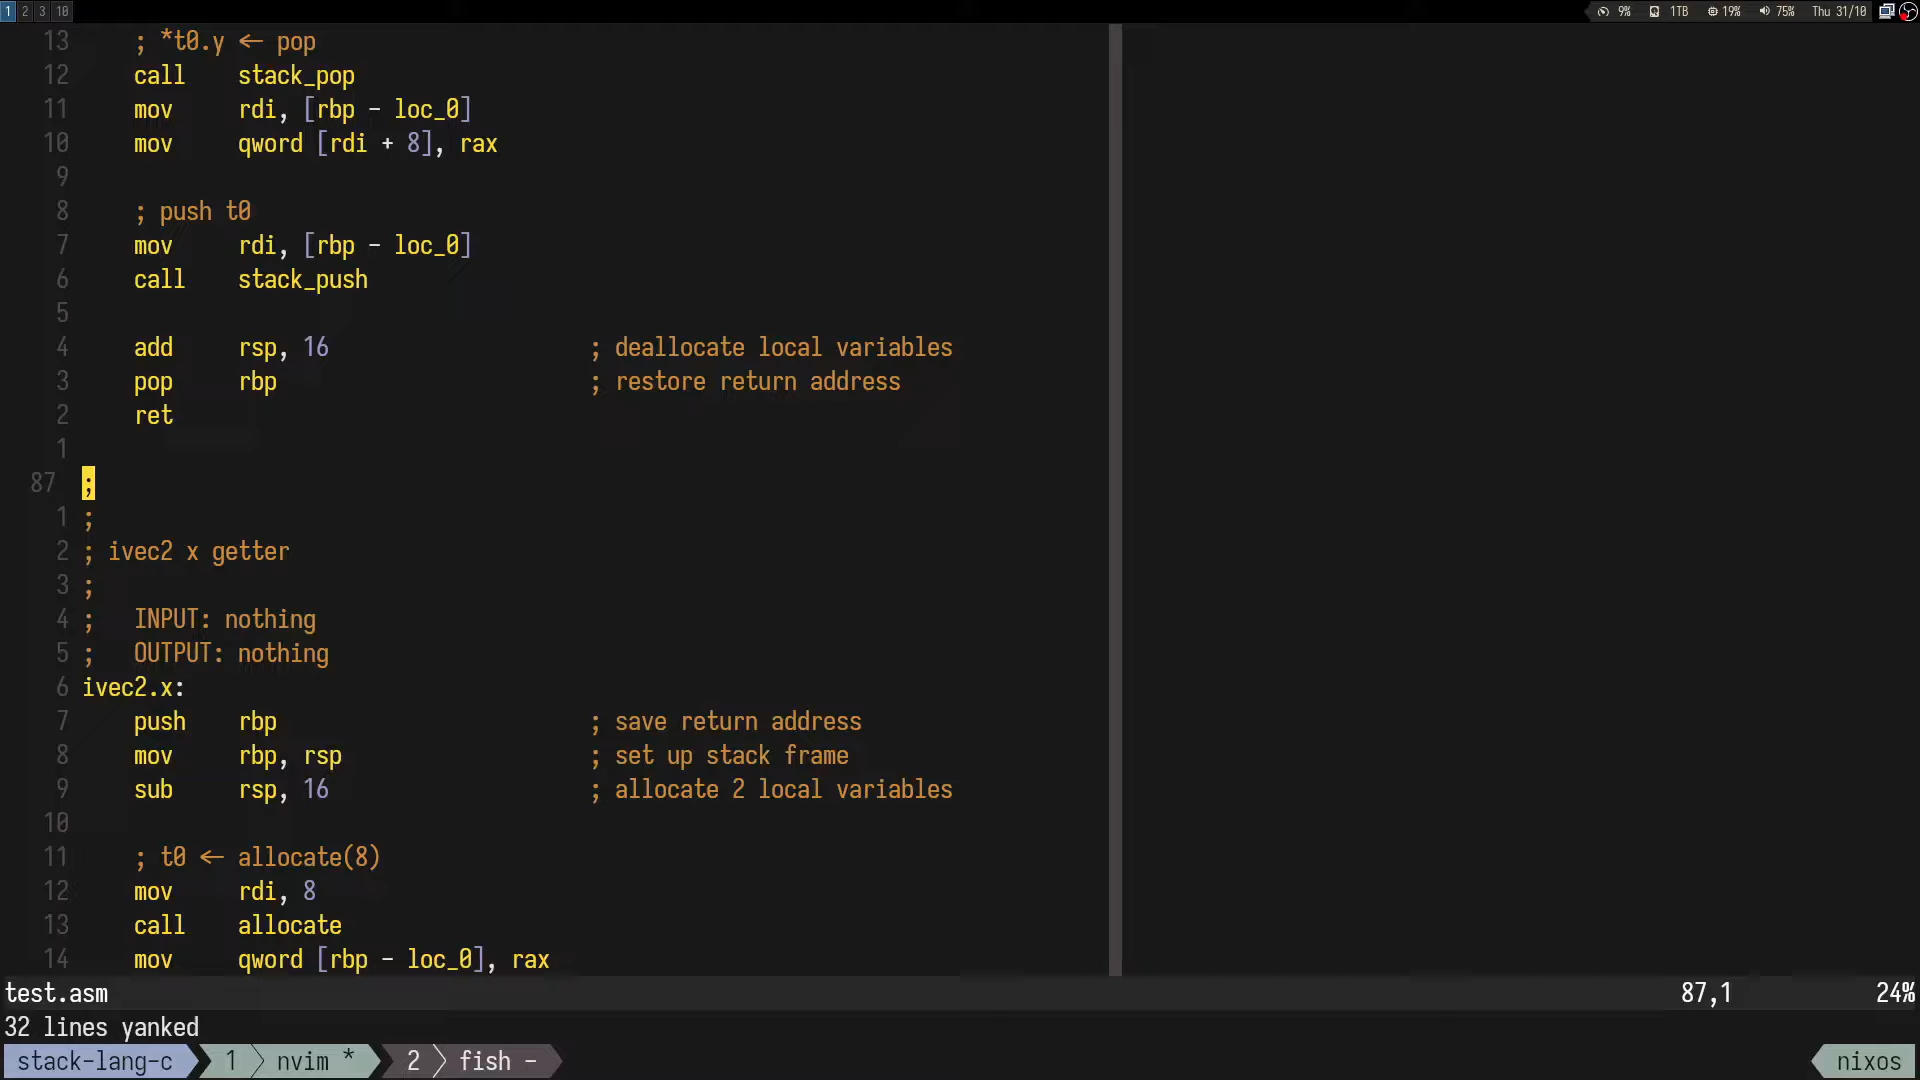 1 2 3 10 9% 1TB 19% 75% Thu 31/10
13 ; *t0.y <- pop
12 call stack_pop
11 mov rdi, [rbp - loc_0]
10 mov qword [rdi + 8], rax
9
8 ; push t0
7 mov rdi, [rbp - loc_0]
6 call stack_push
5
4 add rsp, 16 ; deallocate local variables
3 pop rbp ; restore return address
2 ret
1
87 ;
1 ;
2 ; ivec2 x getter
3 ;
4 ; INPUT: nothing
5 ; OUTPUT: nothing
6 ivec2.x:
7 push rbp ; save return address
8 mov rbp, rsp ; set up stack frame
9 sub rsp, 16 ; allocate 2 local variables
10
11 ; t0 <- allocate(8)
12 mov rdi, 8
13 call allocate
14 mov qword [rbp - loc_0], rax
test.asm 87,1 24%
32 lines yanked
stack-lang-c 1 nvim * 2 fish - nixos